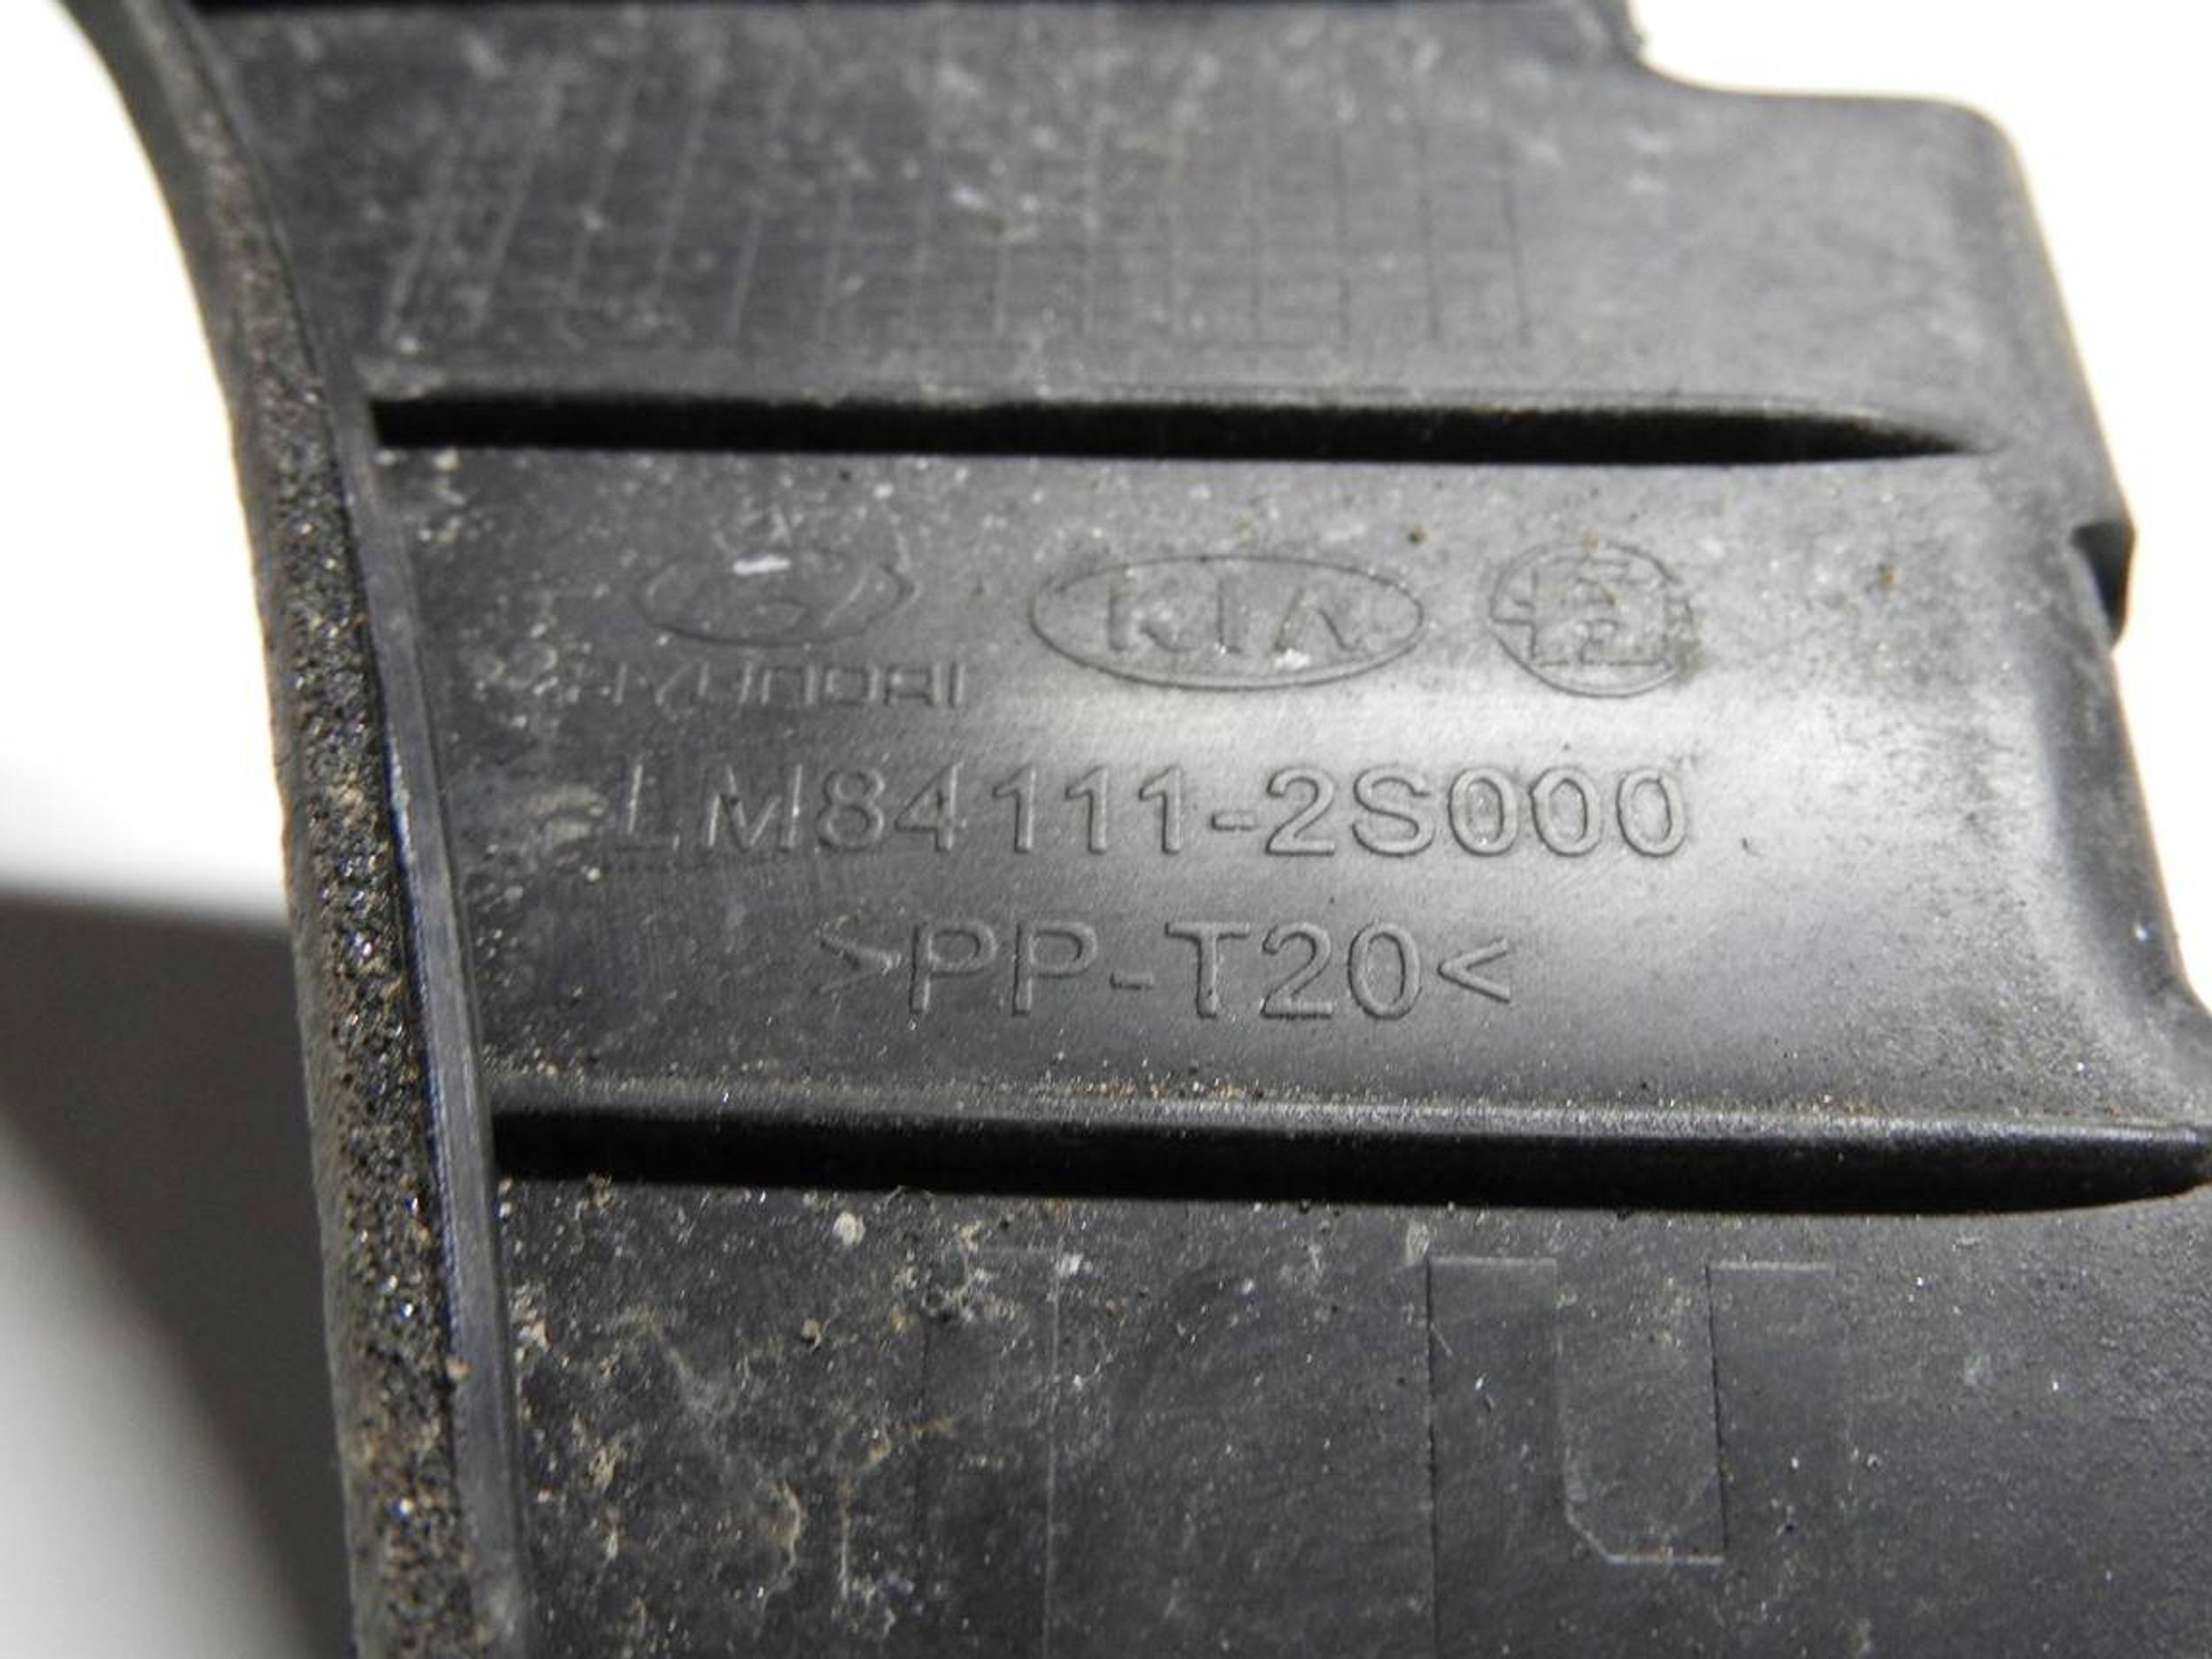 HYUNDAI KIA
LM84111-2S000
>PP-T20<